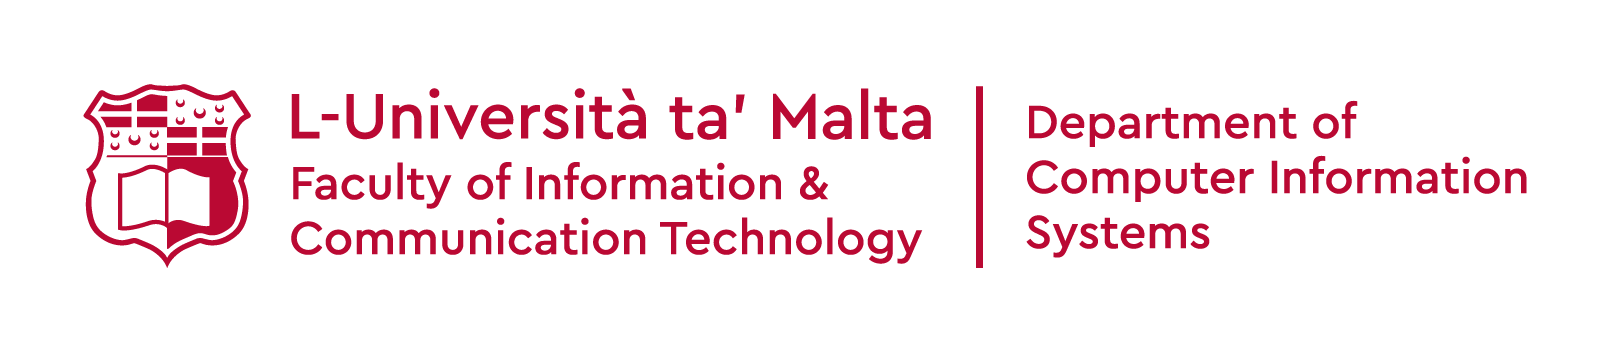 L-Università ta' Malta
Faculty of Information &
Communication Technology
Department of
Computer Information
Systems